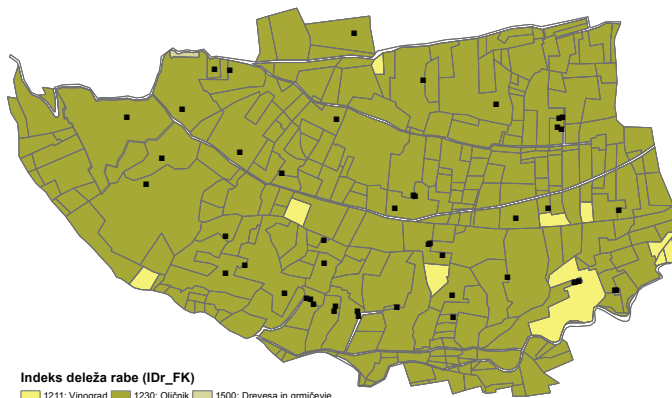 Indeks deleža rabe (IDr_FK)
1211: Vinograd 1230: Oljčnik 1500: Drevesa in grmičevje